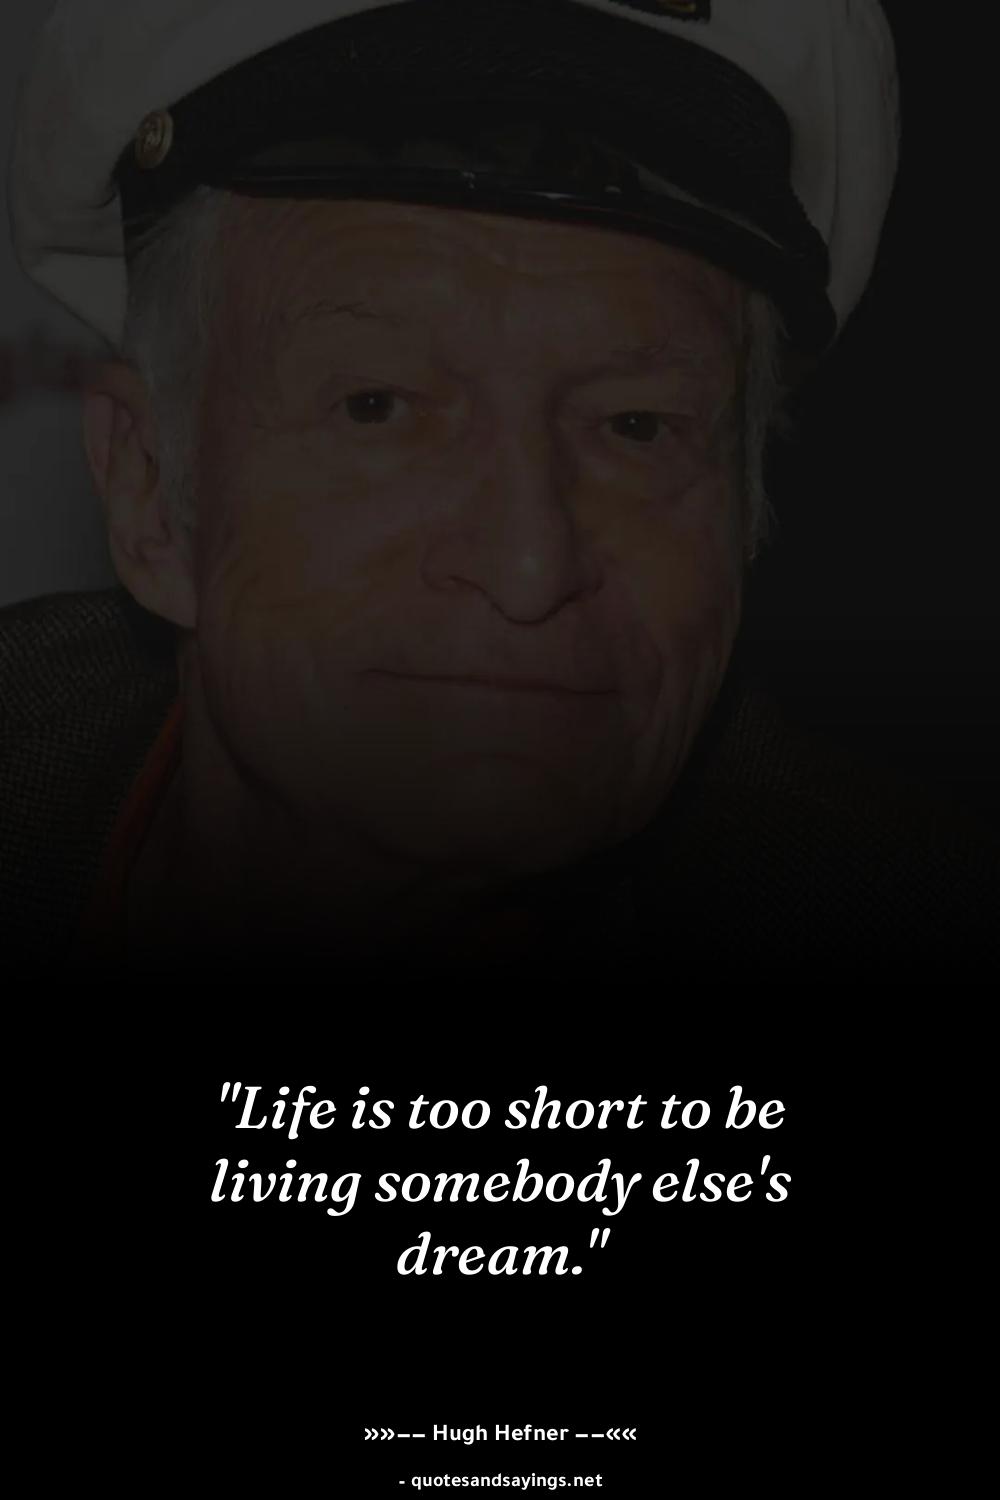 "Life is too short to be
living somebody else's
dream."
»»−− Hugh Hefner −−««
- quotesandsayings.net